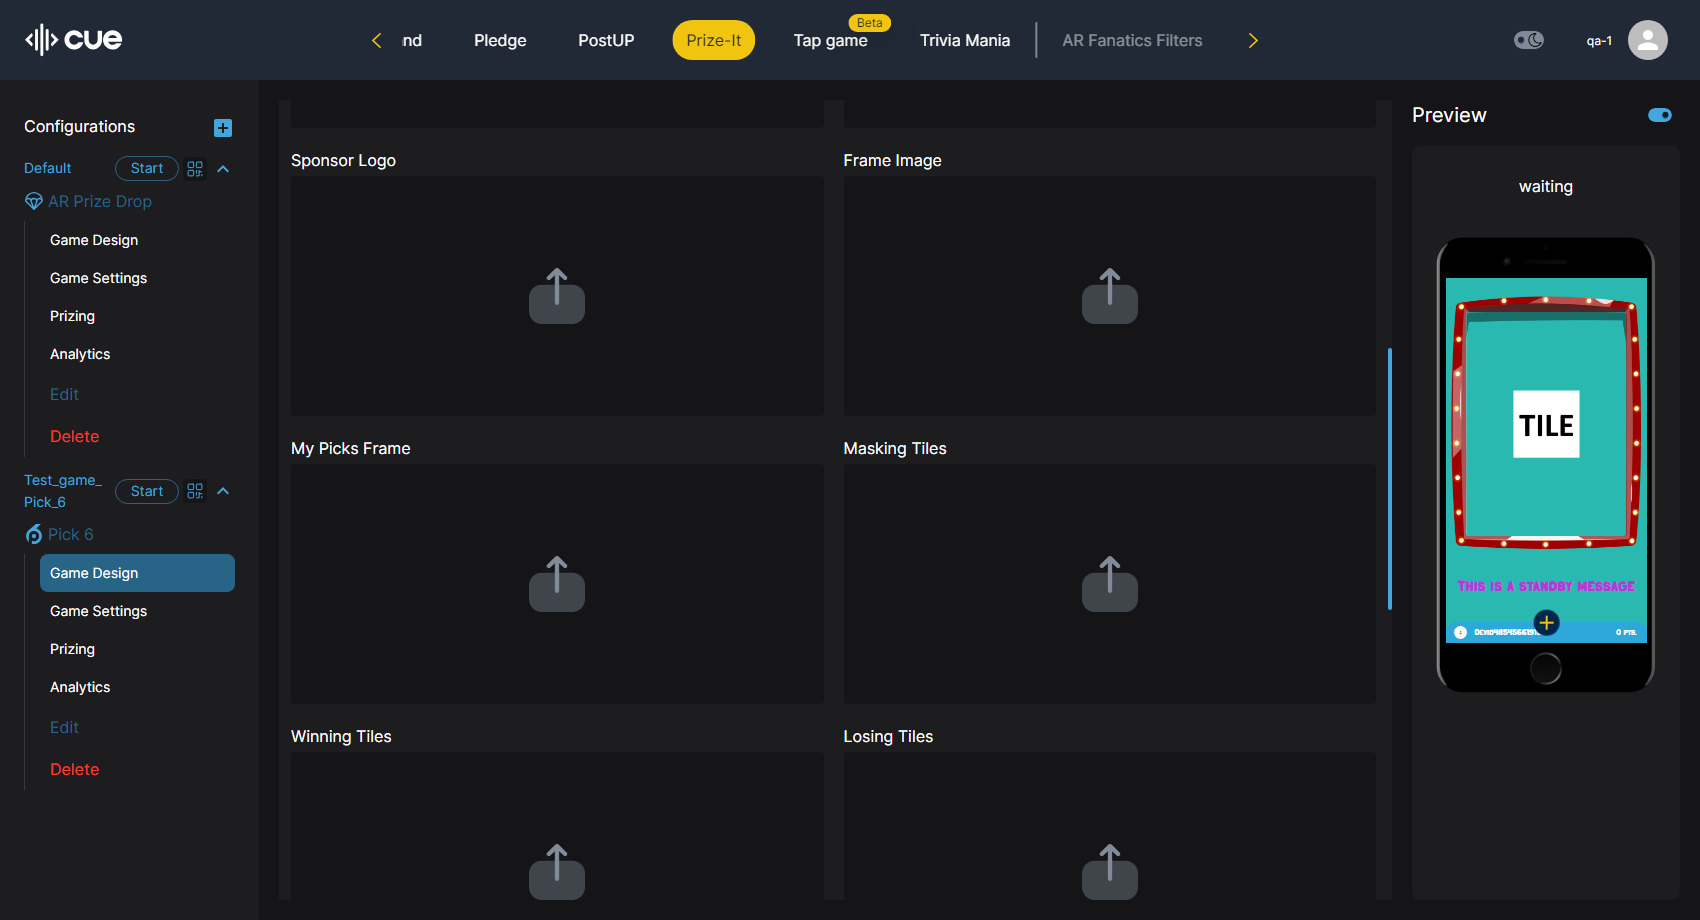 cue
nd
Pledge
PostUP
Prize-It
Beta
Tap game
Trivia Mania
AR Fanatics Filters
qa-1
Configurations
Default
Start
AR Prize Drop
Game Design
Game Settings
Prizing
Analytics
Edit
Delete
Test_game_
Pick_6
Start
Pick 6
Game Design
Game Settings
Prizing
Analytics
Edit
Delete
Sponsor Logo
Frame Image
My Picks Frame
Masking Tiles
Winning Tiles
Losing Tiles
Preview
waiting
TILE
THIS IS A STANDBY MESSAGE
0 PTS.